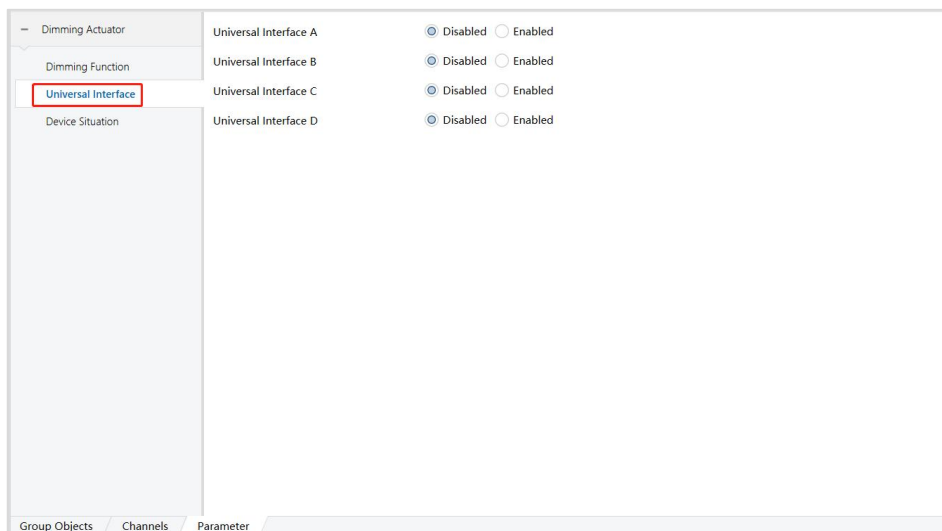 Dimming Actuator
Dimming Function
Universal Interface
Device Situation
Universal Interface A Disabled Enabled
Universal Interface B Disabled Enabled
Universal Interface C Disabled Enabled
Universal Interface D Disabled Enabled
Group Objects Channels Parameter